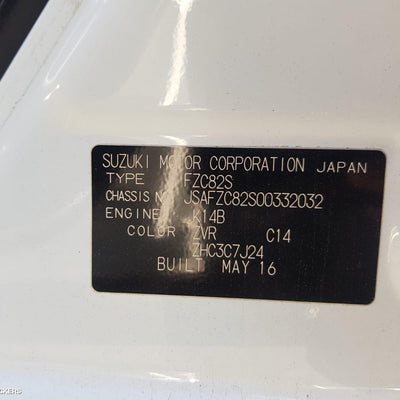 SUZUKI MOTOR CORPORATION JAPAN
TYPE FZC82S
CHASSIS NO JSAFZC82S00332032
ENGINE K14B
COLOR ZVR C14
ZHC3C7J24
BUILT MAY 16